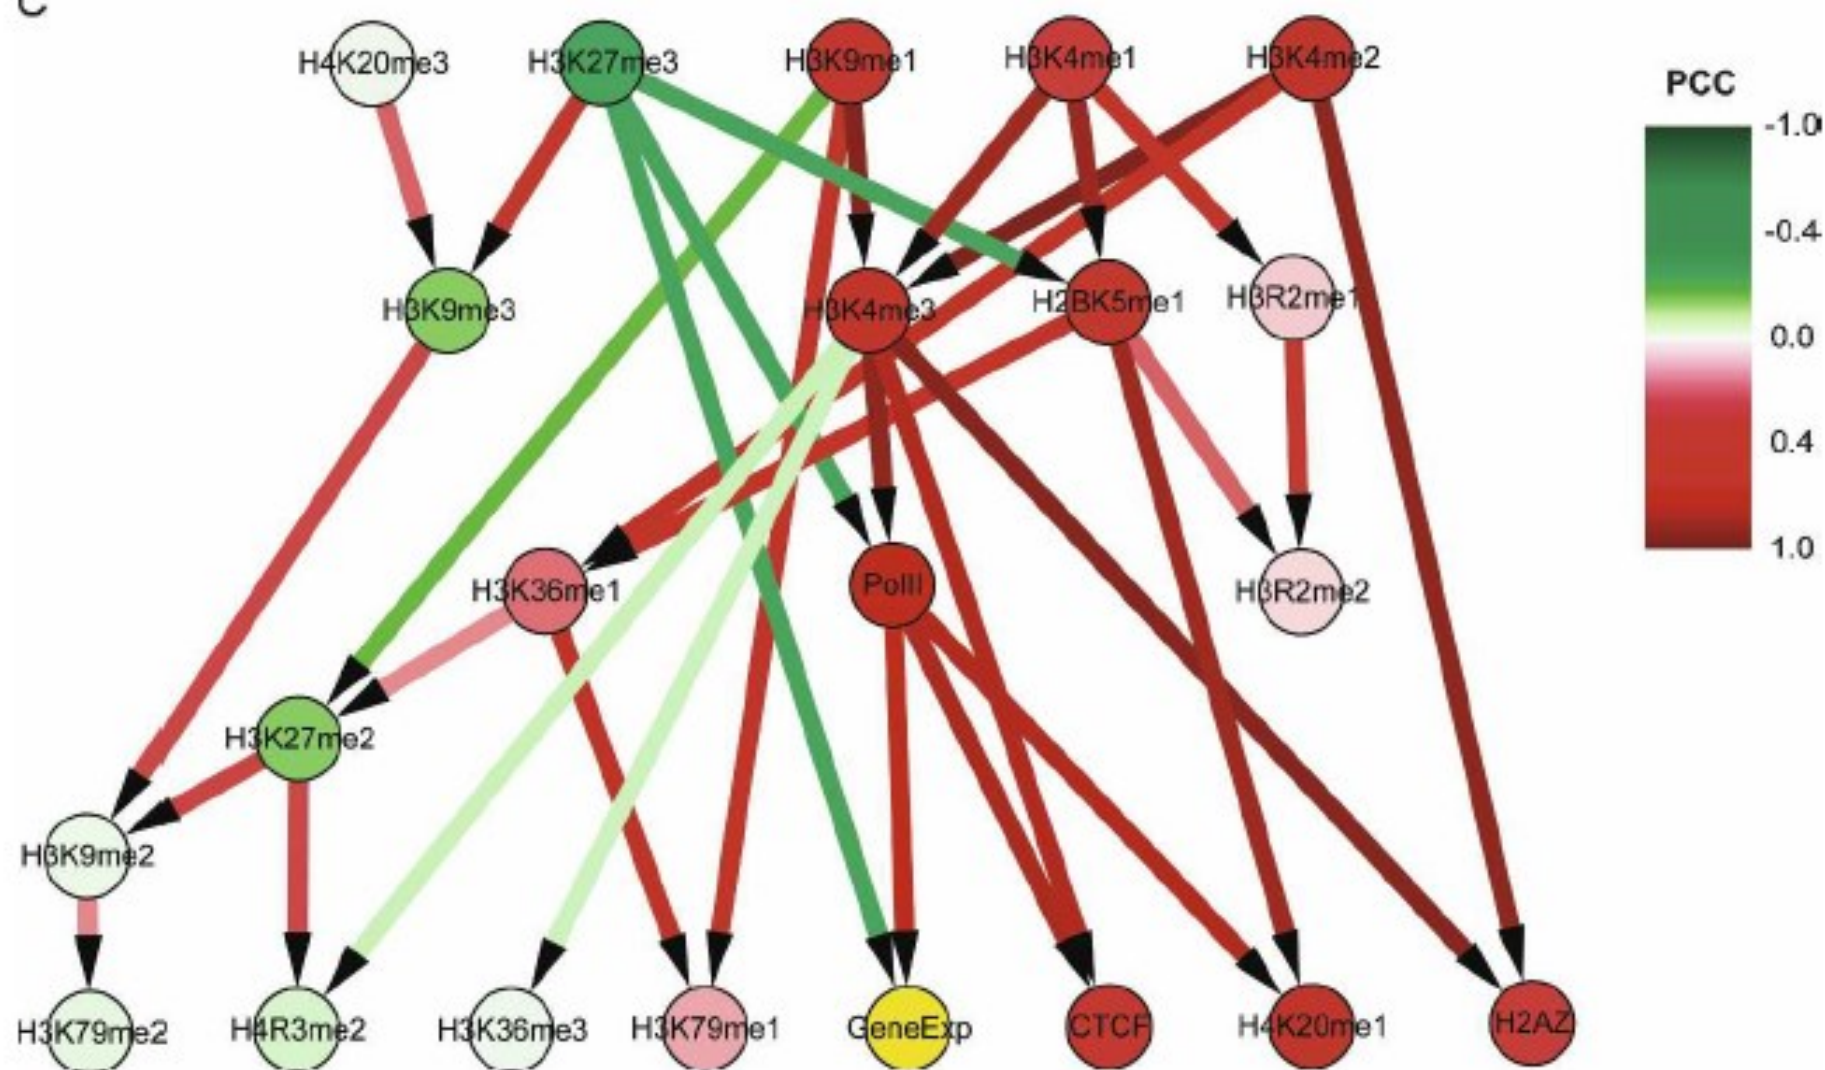 C
H4K20me3 H3K27me3 H3K9me1 H3K4me1 H3K4me2
PCC
-1.0
-0.4
0.0
0.4
1.0
H3K9me3 H3K4me3 H2BK5me1 H3R2me1
H3K36me1 PolII H3R2me2
H3K27me2
H3K9me2
H3K79me2 H4R3me2 H3K36me3 H3K79me1 GeneExp CTCF H4K20me1 H2AZ